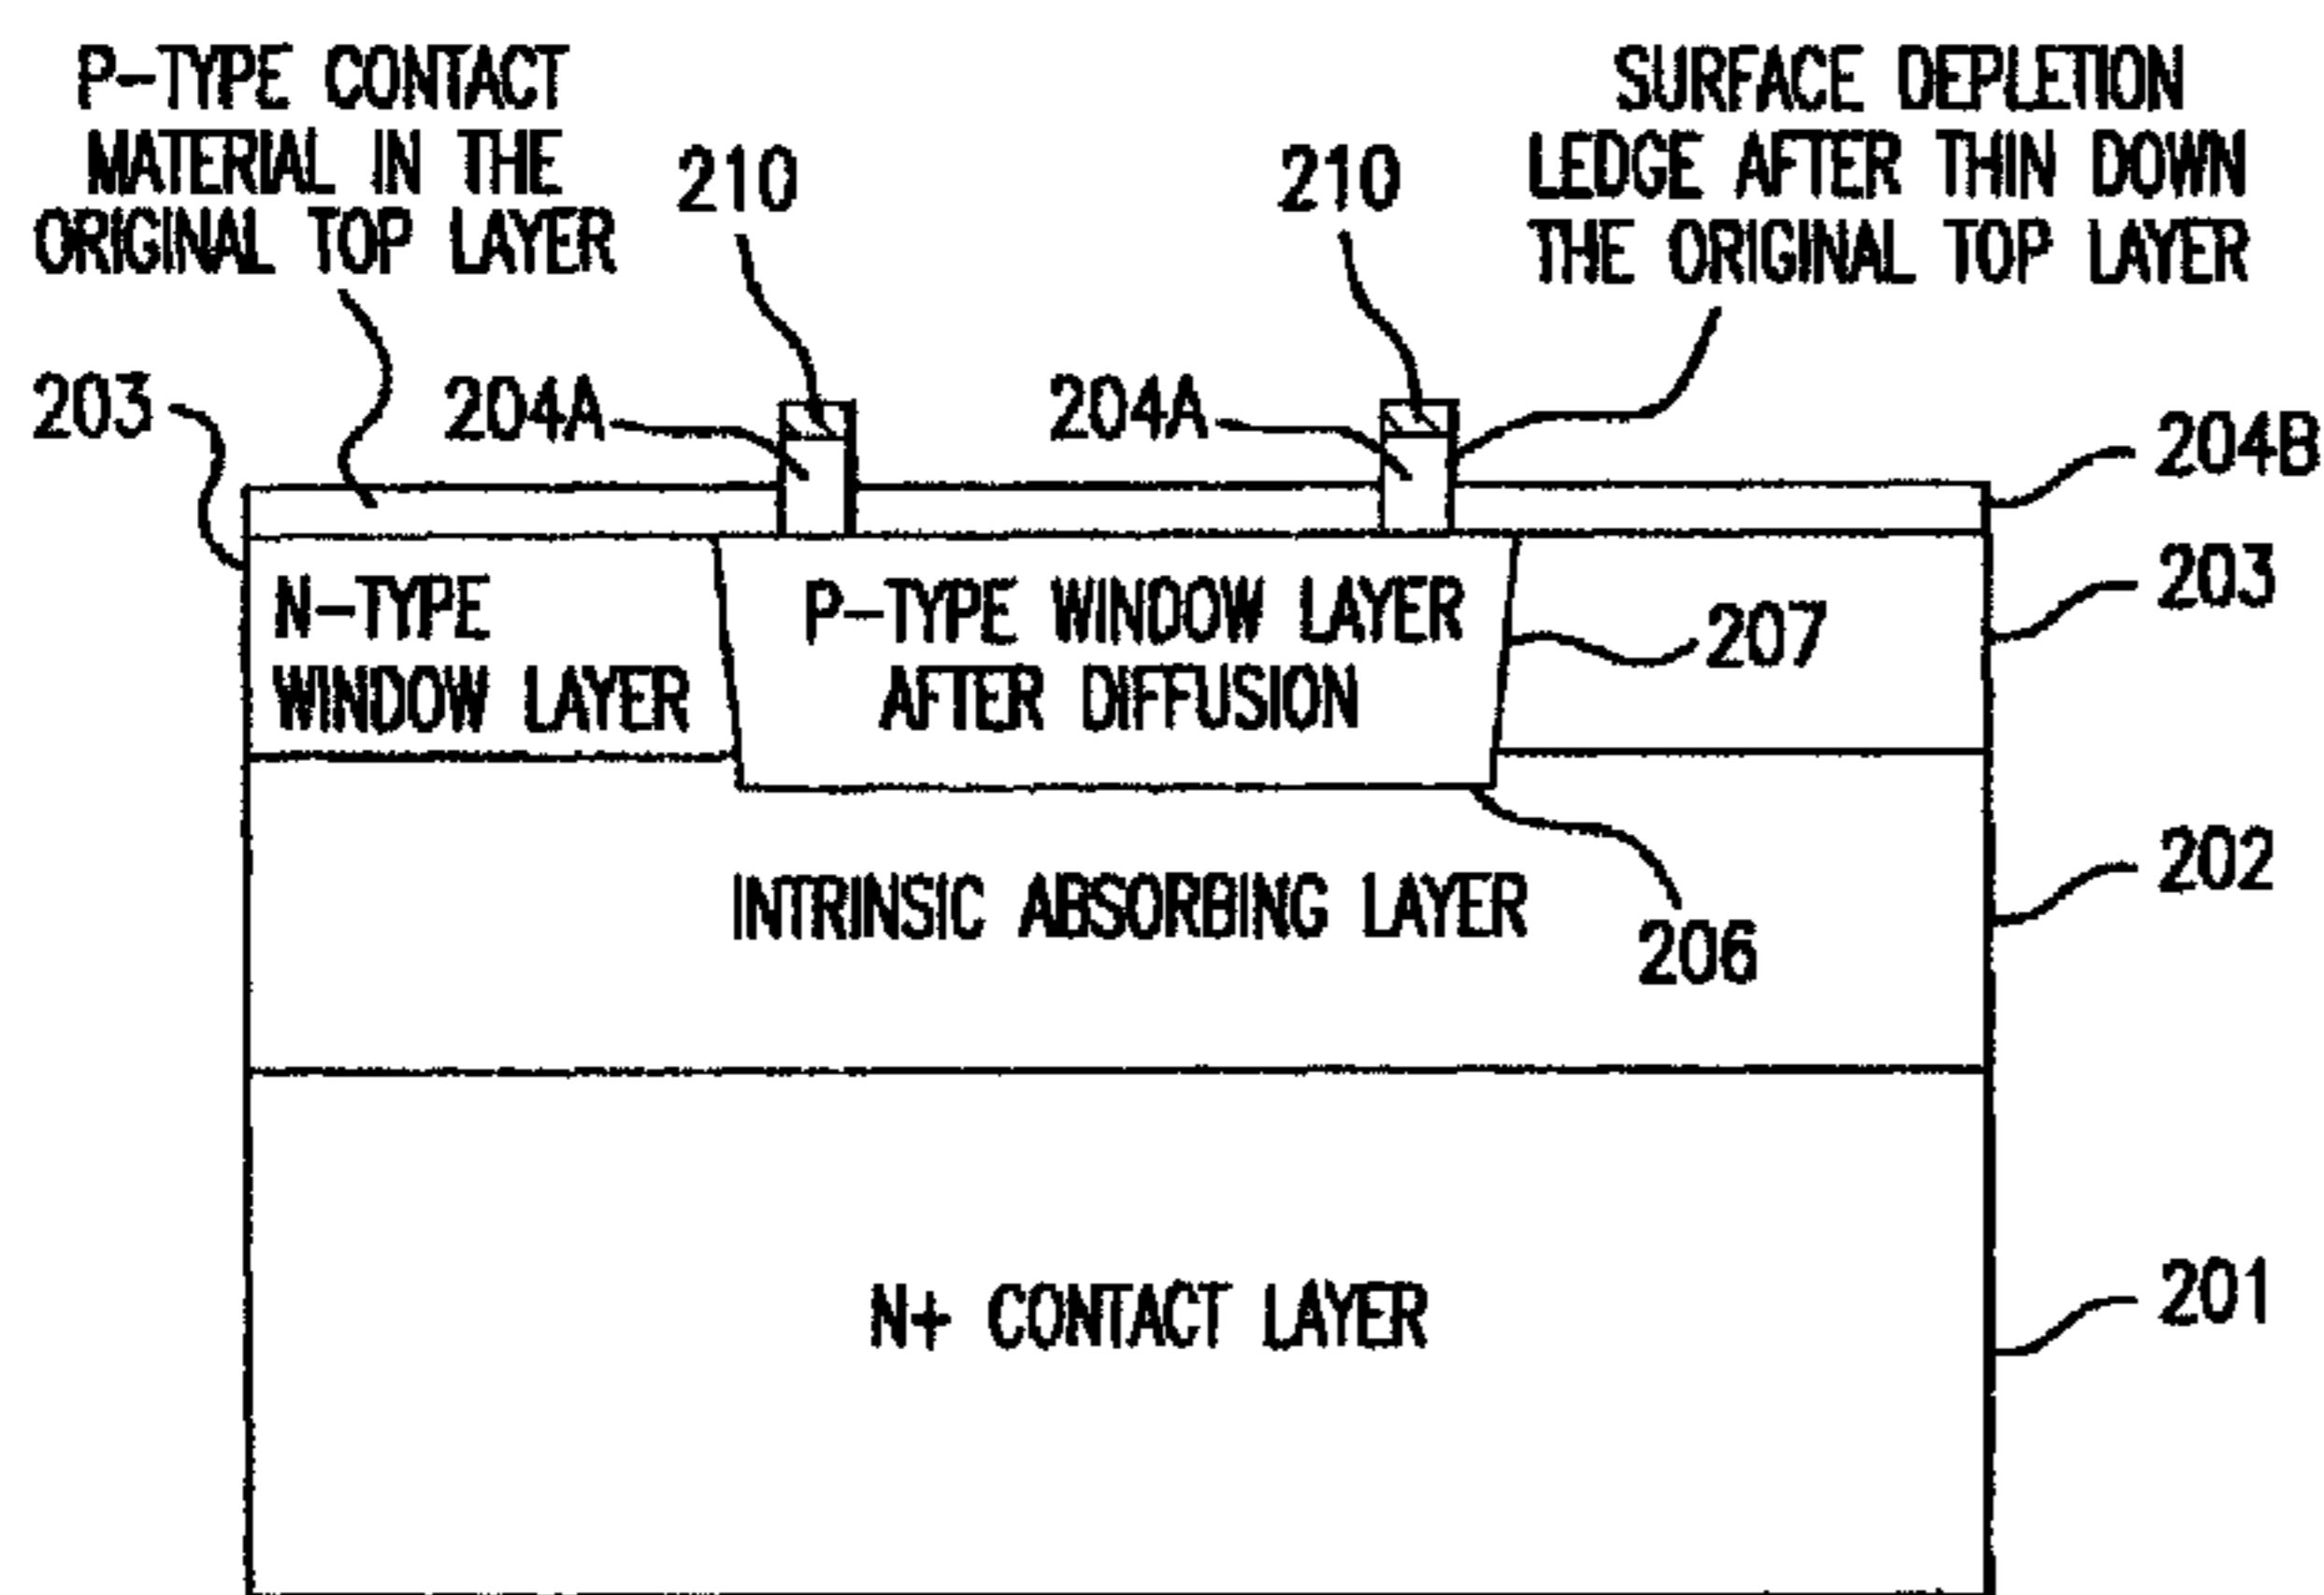 P-TYPE CONTACT
MATERIAL IN THE
ORIGINAL TOP LAYER
210
210
SURFACE DEPLETION
LEDGE AFTER THIN DOWN
THE ORIGINAL TOP LAYER
203
204A
204A
204B
N-TYPE
WINDOW LAYER
P-TYPE WINDOW LAYER
AFTER DIFFUSION
207
203
INTRINSIC ABSORBING LAYER
206
202
N+ CONTACT LAYER
201